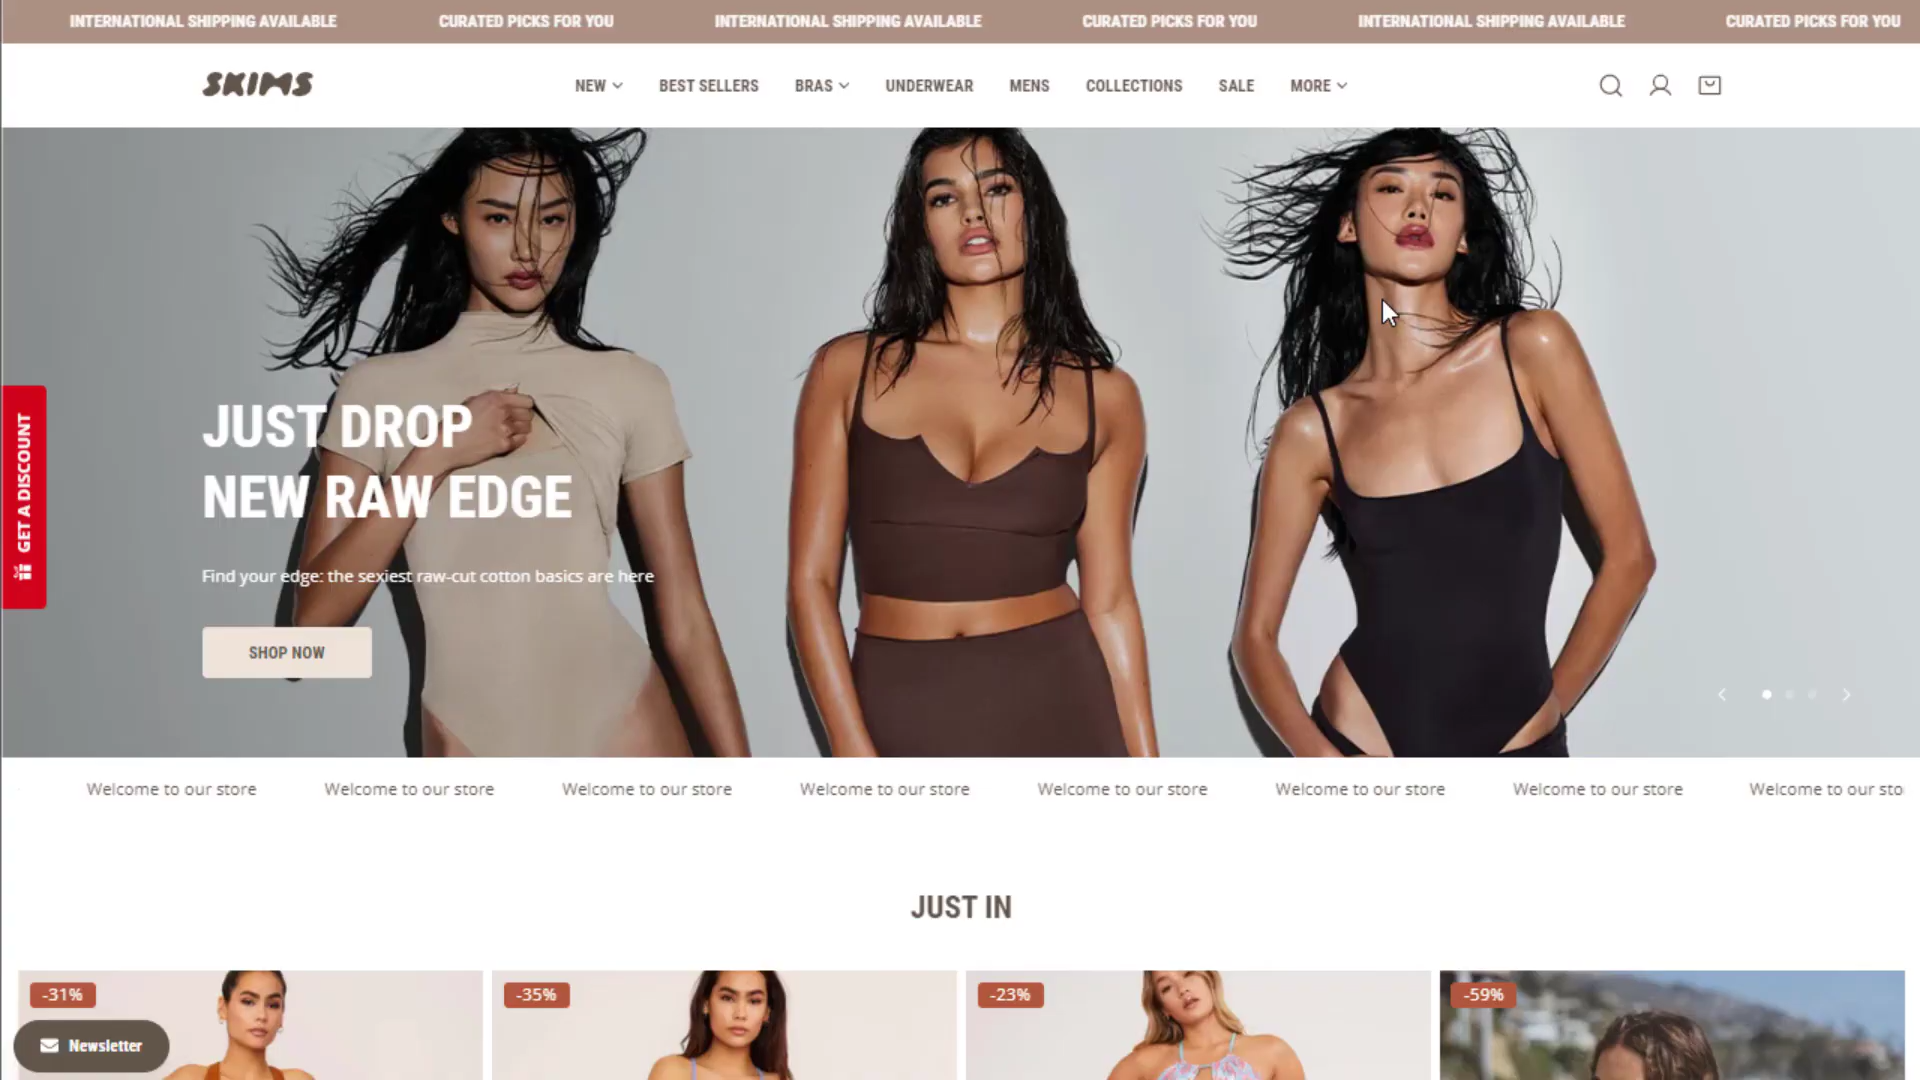 INTERNATIONAL SHIPPING AVAILABLE CURATED PICKS FOR YOU INTERNATIONAL SHIPPING AVAILABLE CURATED PICKS FOR YOU INTERNATIONAL SHIPPING AVAILABLE CURATED PICKS FOR YOU
SKIMS NEW BEST SELLERS BRAS UNDERWEAR MENS COLLECTIONS SALE MORE
GET A DISCOUNT
JUST DROP
NEW RAW EDGE
Find your edge: the sexiest raw-cut cotton basics are here
SHOP NOW
Welcome to our store Welcome to our store Welcome to our store Welcome to our store Welcome to our store Welcome to our store Welcome to our store Welcome to our sto
JUST IN
-31% -35% -23% -59%
Newsletter